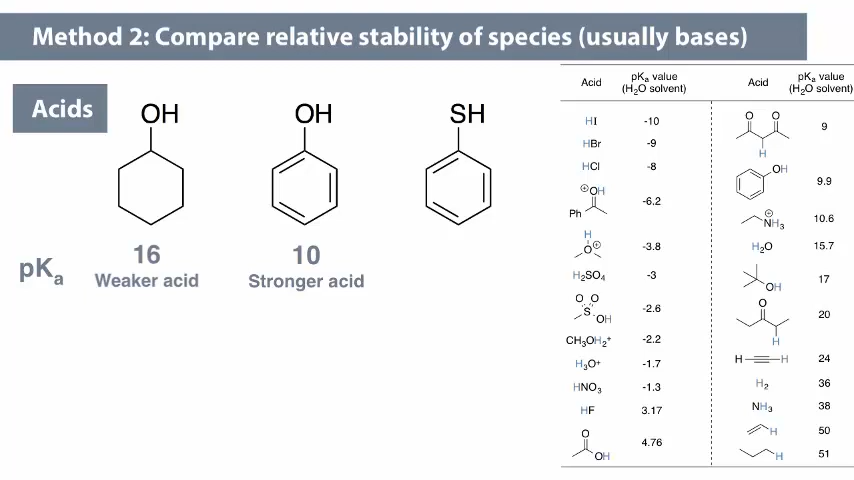 Method 2: Compare relative stability of species (usually bases)
Acids
OH
OH
SH
pKa
16
10
Weaker acid
Stronger acid
Acid
pKa value
(H2O solvent)
HI
-10
HBr
-9
HCl
-8
⊕OH
Ph
-6.2
H
O⊕
-3.8
H2SO4
-3
O O
S
OH
-2.6
CH3OH2+
-2.2
H3O+
-1.7
HNO3
-1.3
HF
3.17
O
OH
4.76
Acid
pKa value
(H2O solvent)
O O
H
9
OH
9.9
⊕
NH3
10.6
H2O
15.7
OH
17
O
H
20
H H
24
H2
36
NH3
38
H
50
H
51